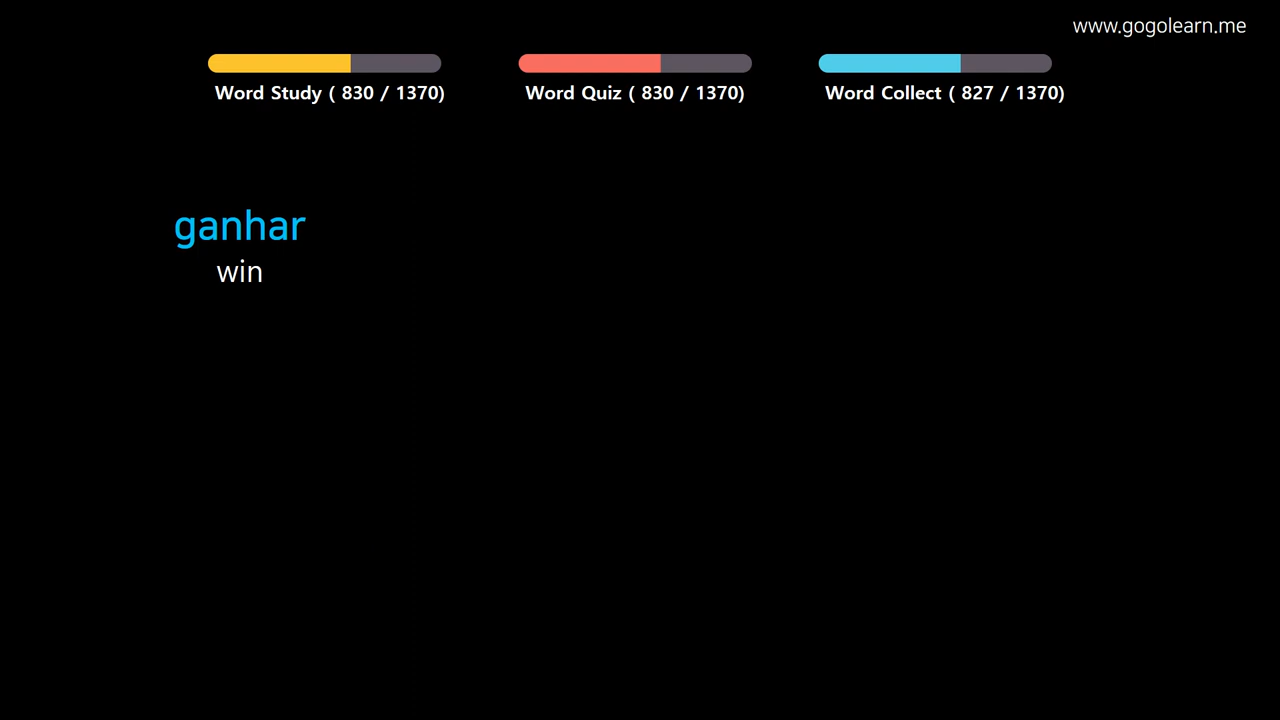 www.gogolearn.me
Word Study ( 830 / 1370)
Word Quiz ( 830 / 1370)
Word Collect ( 827 / 1370)
ganhar
win